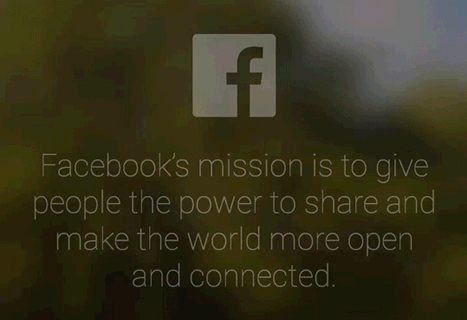 f
Facebook's mission is to give
people the power to share and
make the world more open
and connected.